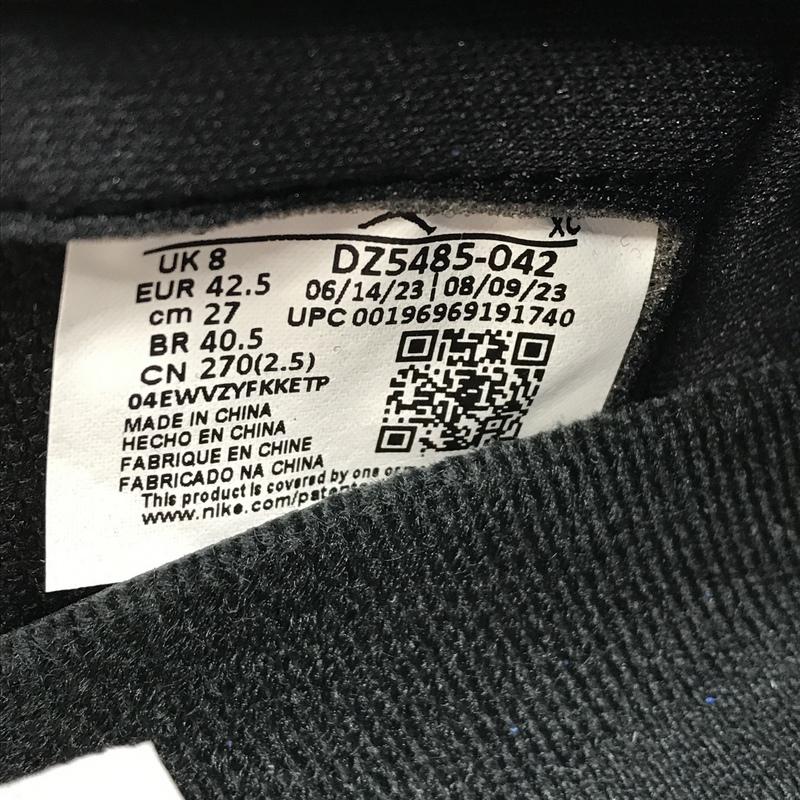 XC
UK 8
EUR 42.5
cm 27
BR 40.5
CN 270(2.5)
04EWVZYFKKETP
DZ5485-042
06/14/23 | 08/09/23
UPC 00196969191740
MADE IN CHINA
HECHO EN CHINA
FABRIQUE EN CHINE
FABRICADO NA CHINA
This product is covered by one or
www.nike.com/patent